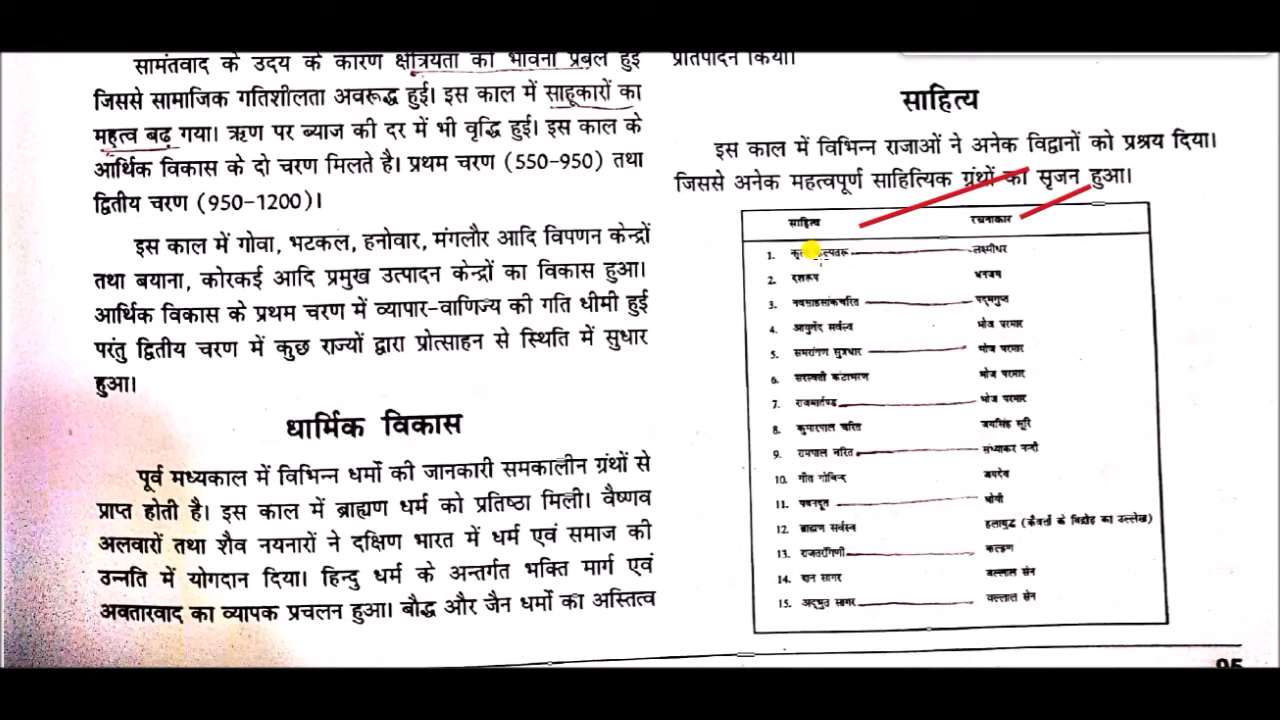 सामंतवाद के उदय के कारण क्षेत्रियता की भावना प्रबल हुई
जिससे सामाजिक गतिशीलता अवरूद्ध हुई। इस काल में साहूकारों का
महत्व बढ़ गया। ऋण पर ब्याज की दर में भी वृद्धि हुई। इस काल के
आर्थिक विकास के दो चरण मिलते है। प्रथम चरण (550-950) तथा
द्वितीय चरण (950-1200)।
इस काल में गोवा, भटकल, हनोवार, मंगलौर आदि विपणन केन्द्रों
तथा बयाना, कोरकई आदि प्रमुख उत्पादन केन्द्रों का विकास हुआ।
आर्थिक विकास के प्रथम चरण में व्यापार-वाणिज्य की गति धीमी हुई
परंतु द्वितीय चरण में कुछ राज्यों द्वारा प्रोत्साहन से स्थिति में सुधार
हुआ।
धार्मिक विकास
पूर्व मध्यकाल में विभिन्न धर्मो की जानकारी समकालीन ग्रंथों से
प्राप्त होती है। इस काल में ब्राह्मण धर्म को प्रतिष्ठा मिली। वैष्णव
अलवारों तथा शैव नयनारों ने दक्षिण भारत में धर्म एवं समाज की
उन्नति में योगदान दिया। हिन्दु धर्म के अन्तर्गत भक्ति मार्ग एवं
अवतारवाद का व्यापक प्रचलन हुआ। बौद्ध और जैन धर्मों का अस्तित्व
प्रतिपादन किया।
साहित्य
इस काल में विभिन्न राजाओं ने अनेक विद्वानों को प्रश्रय दिया।
जिससे अनेक महत्वपूर्ण साहित्यिक ग्रंथों का सृजन हुआ।
साहित्य रचनाकार
1. लक्ष्मीधर
2. दशरूप धनंजय
3. नवसाहसांकचरित पद्मगुप्त
4. आयुर्वेद सर्वस्व भोज परमार
5. समरांगण सुत्रधार भोज परमार
6. सरस्वती कंटाभरण भोज परमार
7. राजमार्तण्ड भोज परमार
8. कुमारपाल चरित जयसिंह सूरि
9. रामपाल चरित संध्याकर नन्दी
10. गीत गोविन्द जयदेव
11. पवनदूत धोयी
12. ब्राह्मण सर्वस्व हलायुद्ध (कैवर्तो के विद्रोह का उल्लेख)
13. राजतरंगिणी कल्हण
14. दान सागर बल्लाल सेन
15. अद्भुत सागर बल्लाल सेन
95